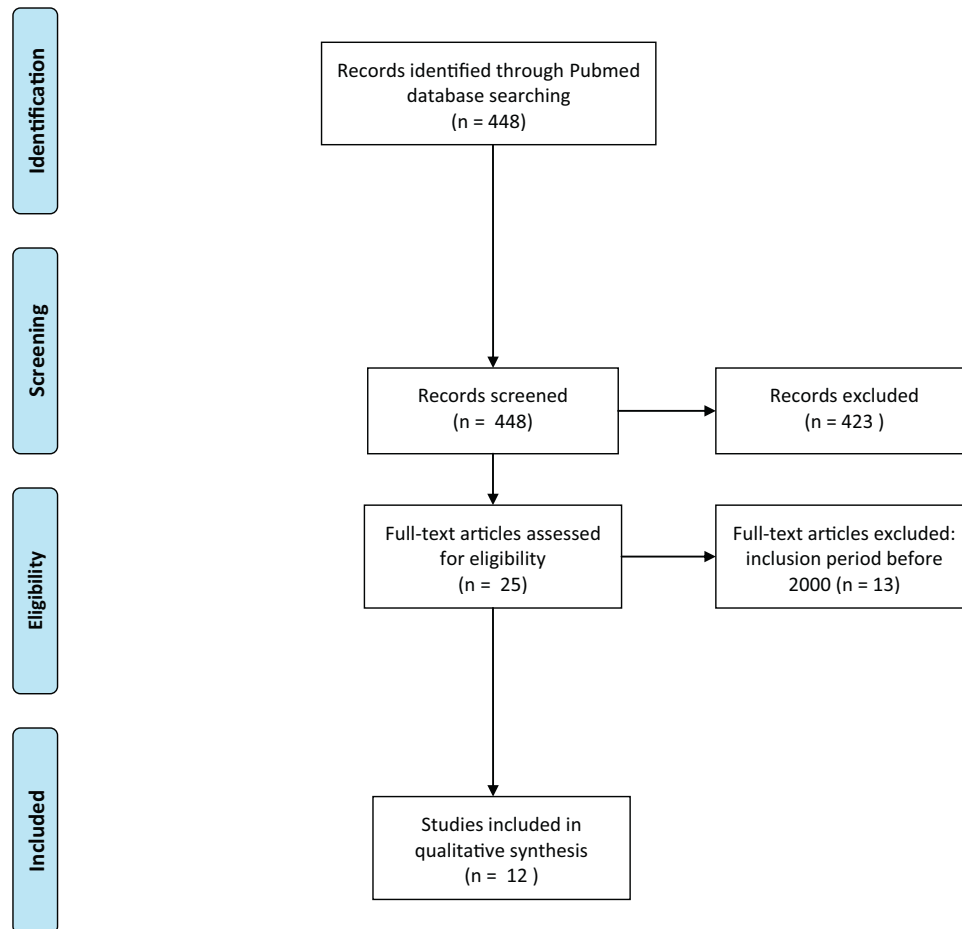 Identification
Records identified through Pubmed
database searching
(n = 448)
Screening
Records screened
(n = 448)
Records excluded
(n = 423 )
Eligibility
Full-text articles assessed
for eligibility
(n = 25)
Full-text articles excluded:
inclusion period before
2000 (n = 13)
Included
Studies included in
qualitative synthesis
(n = 12 )